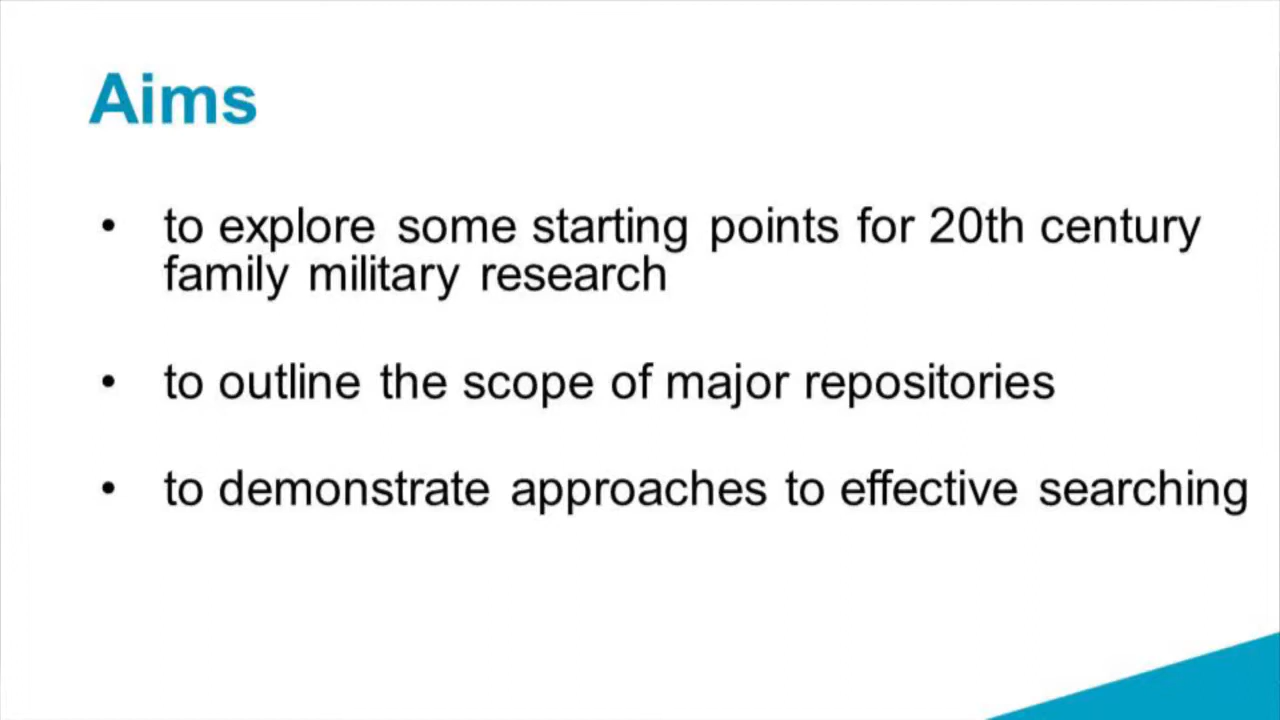 Aims
• to explore some starting points for 20th century
family military research
• to outline the scope of major repositories
• to demonstrate approaches to effective searching